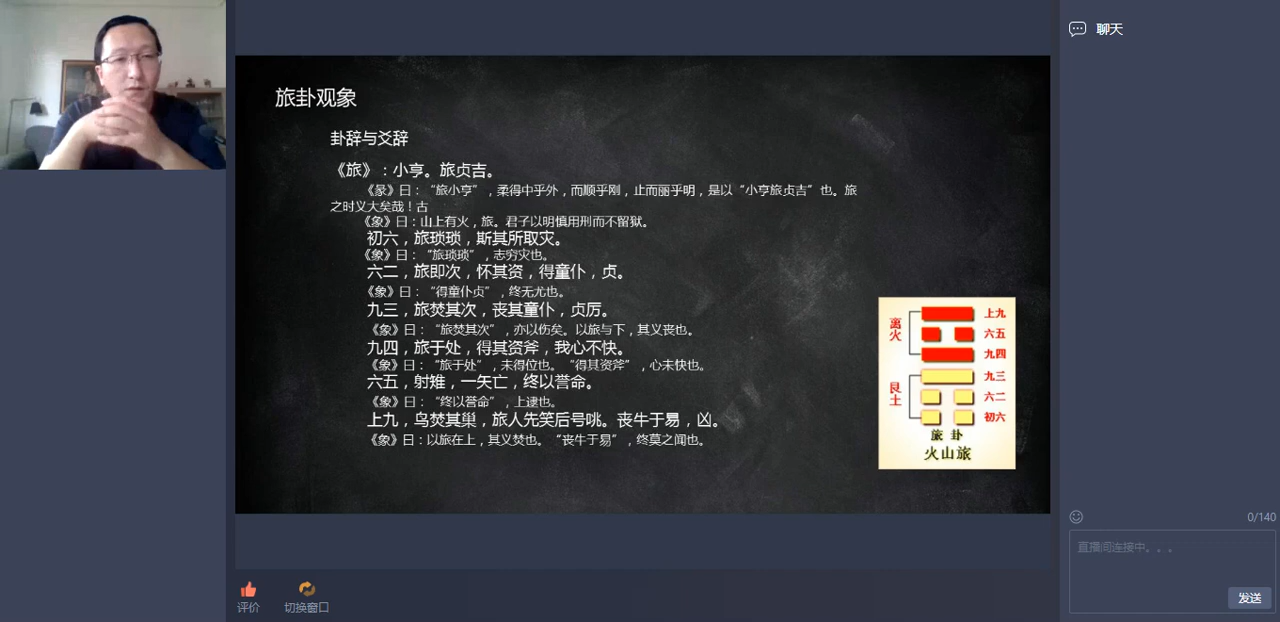 聊天
旅卦观象
卦辞与爻辞
《旅》：小亨。旅贞吉。
《彖》曰：“旅小亨”，柔得中乎外，而顺乎刚，止而丽乎明，是以“小亨旅贞吉”也。旅
之时义大矣哉！古
《象》曰：山上有火，旅。君子以明慎用刑而不留狱。
初六，旅琐琐，斯其所取灾。
《象》曰：“旅琐琐”，志穷灾也。
六二，旅即次，怀其资，得童仆，贞。
《象》曰：“得童仆贞”，终无尤也。
九三，旅焚其次，丧其童仆，贞厉。
《象》曰：“旅焚其次”，亦以伤矣。以旅与下，其义丧也。
九四，旅于处，得其资斧，我心不快。
《象》曰：“旅于处”，未得位也。“得其资斧”，心未快也。
六五，射雉，一矢亡，终以誉命。
《象》曰：“终以誉命”，上逮也。
上九，鸟焚其巢，旅人先笑后号咷。丧牛于易，凶。
《象》曰：以旅在上，其义焚也。“丧牛于易”，终莫之闻也。
离火
上九
六五
九四
艮土
九三
六二
初六
旅 卦
火山旅
0/140
直播间连接中。。。
发送
评价
切换窗口